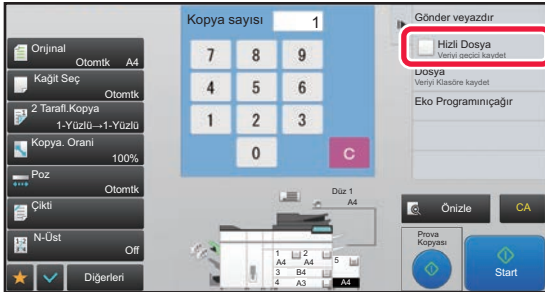 Kopya sayısı 1
Orijinal
Otomtk A4
Kağit Seç
Otomtk
2 Tarafl.Kopya
1-Yüzlü→1-Yüzlü
Kopya. Orani
100%
Poz
Otomtk
Çikti
N-Üst
Off
Diğerleri
7 8 9
4 5 6
1 2 3
0 C
Düz 1
A4
1 2 5
A4 A4
3 B4
4 A3 A4
Gönder veyazdır
Hizli Dosya
Veriyi geçici kaydet
Dosya
Veriyi Klasöre kaydet
Eko Programınıçağır
Önizle
CA
Prova
Kopyası
Start